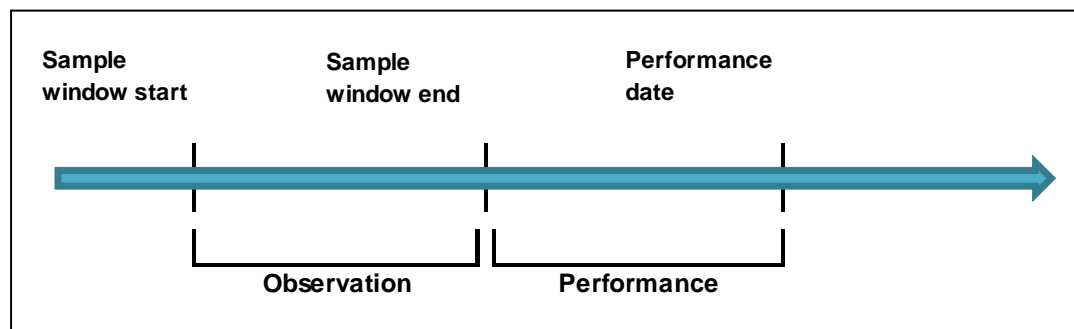 Sample
window start
Sample
window end
Performance
date
Observation
Performance